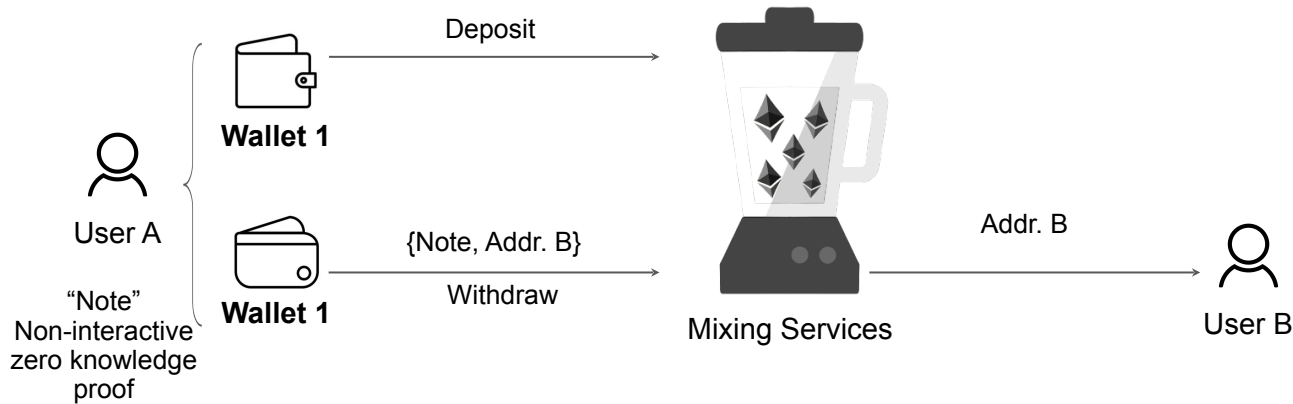 Deposit
Wallet 1
User A
{Note, Addr. B}
Withdraw
Wallet 1
“Note”
Non-interactive
zero knowledge
proof
Mixing Services
Addr. B
User B